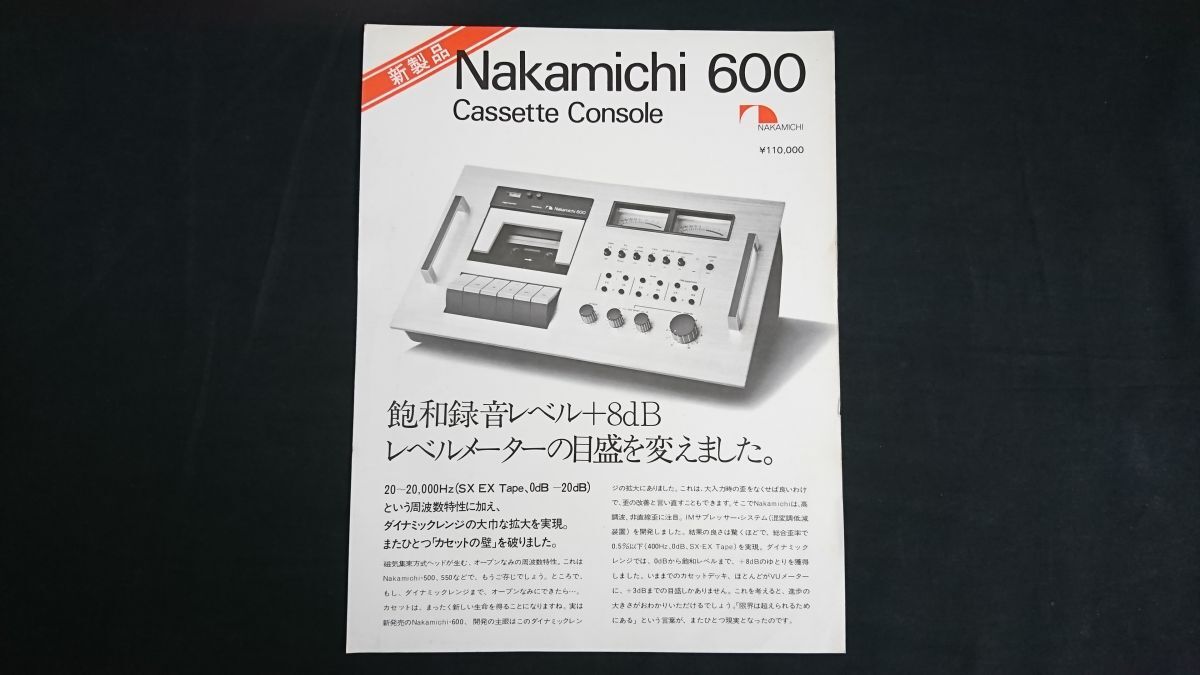 新製品
Nakamichi 600
Cassette Console
NAKAMICHI
¥110,000
Nakamichi 600
飽和録音レベル+8dB
レベルメーターの目盛を変えました。
20〜20,000Hz(SX EX Tape、0dB −20dB)
という周波数特性に加え、
ダイナミックレンジの大巾な拡大を実現。
またひとつ「カセットの壁」を破りました。
磁気集束方式ヘッドが生む、オープンなみの周波数特性。これは
Nakamichi-500、550などで、もうご存じでしょう。ところで、
もし、ダイナミックレンジまで、オープンなみにできたら…。
カセットは、まったく新しい生命を得ることになりますね。実は
新発売のNakamichi-600、開発の主眼はこのダイナミックレン
ジの拡大にありました。これは、大入力時の歪をなくせば良いわけ
で、歪の改善と言い直すこともできます。そこでNakamichiは、高
調波、非直線歪に注目。IMサプレッサー・システム(混変調低減
装置)を開発しました。結果の良さは驚くほどで、総合歪率で
0.5%以下(400Hz、0dB、SX-EX Tape)を実現。ダイナミック
レンジでは、0dBから飽和レベルまで、+8dBのゆとりを獲得
しました。いままでのカセットデッキ、ほとんどがVUメーター
に、+3dBまでの目盛しかありません。これを考えると、進歩の
大きさがおわかりいただけるでしょう。「限界は超えられるため
にある」という言葉が、またひとつ現実となったのです。